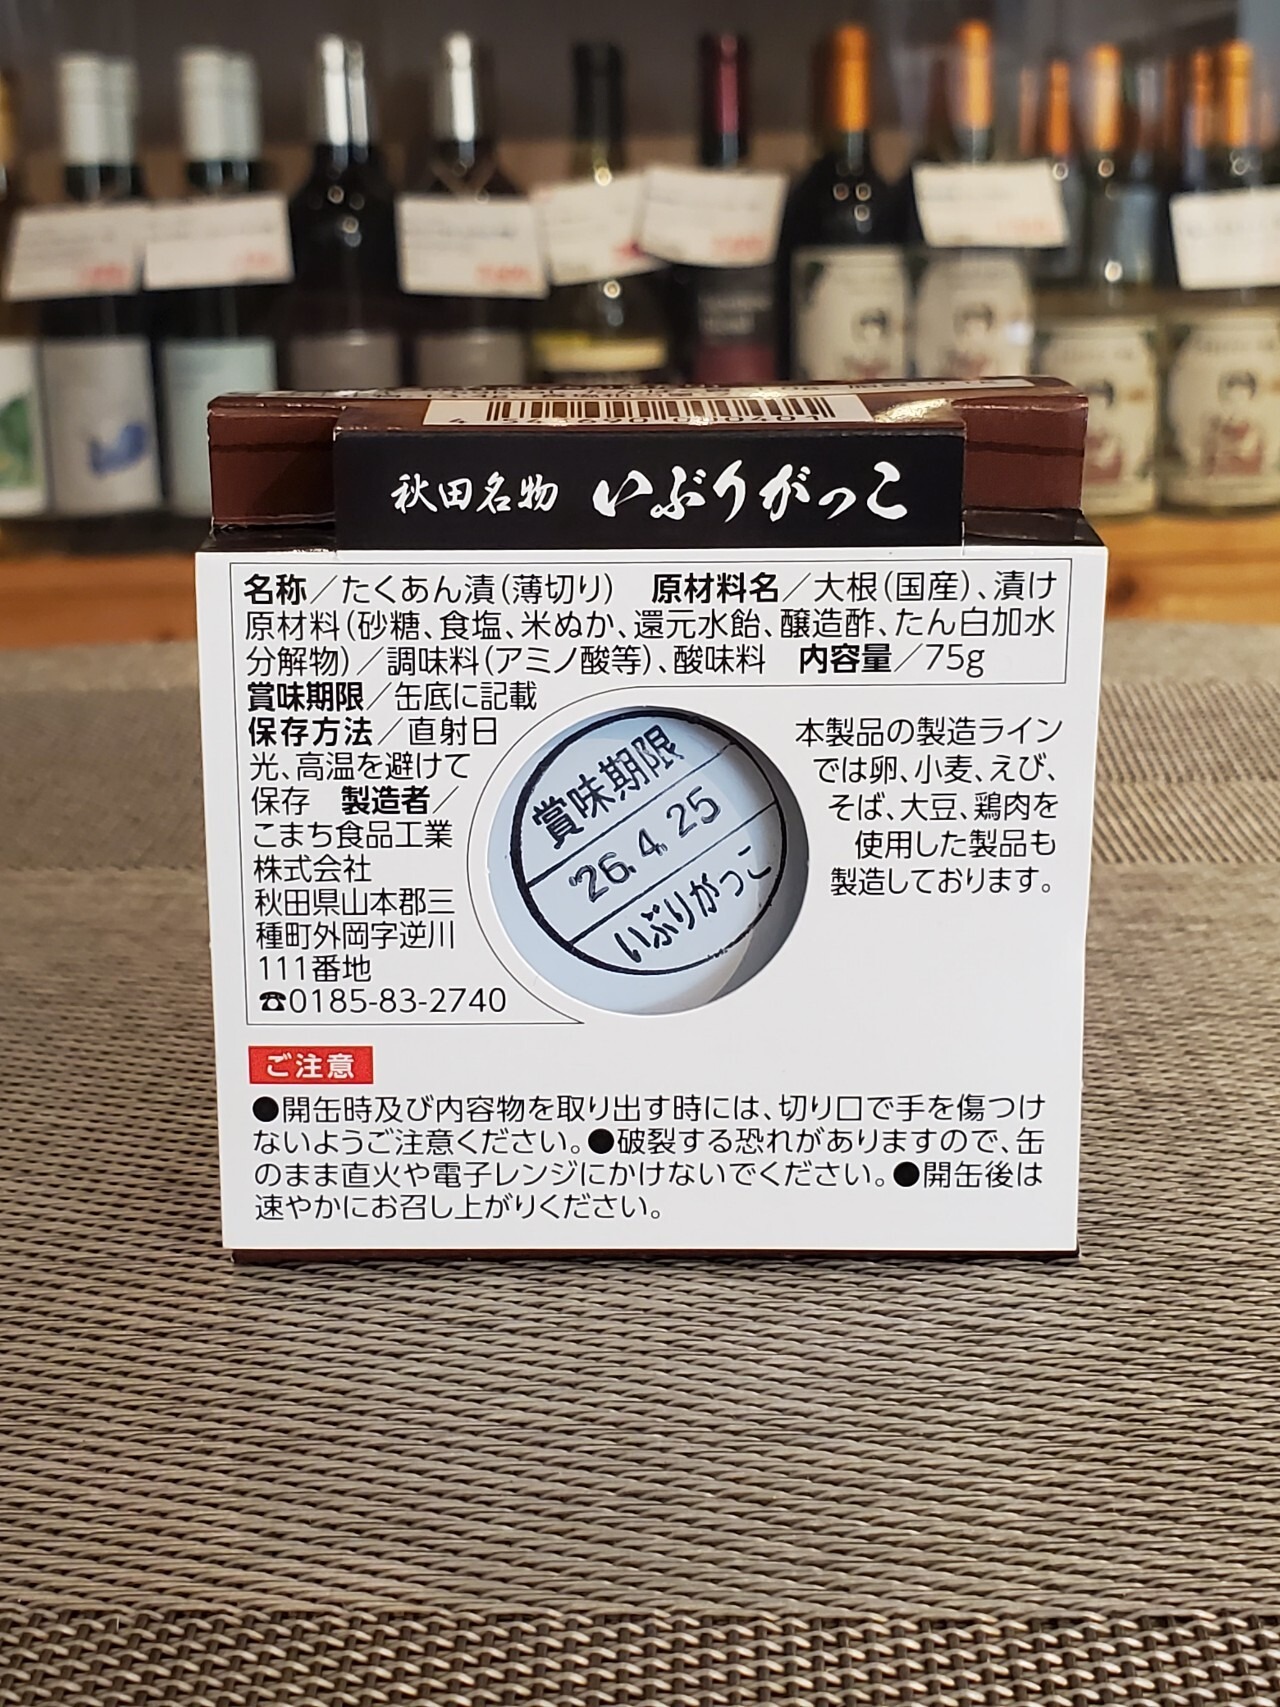 秋田名物 いぶりがっこ
名称／たくあん漬（薄切り） 原材料名／大根（国産）、漬け
原材料（砂糖、食塩、米ぬか、還元水飴、醸造酢、たん白加水
分解物）／調味料（アミノ酸等）、酸味料 内容量／75g
賞味期限／缶底に記載
保存方法／直射日
光、高温を避けて
保存 製造者／
こまち食品工業
株式会社
秋田県山本郡三
種町外岡字逆川
111番地
☎0185-83-2740
賞味期限
'26.4.25
いぶりがっこ
本製品の製造ライン
では卵、小麦、えび、
そば、大豆、鶏肉を
使用した製品も
製造しております。
ご注意
●開缶時及び内容物を取り出す時には、切り口で手を傷つけ
ないようご注意ください。●破裂する恐れがありますので、缶
のまま直火や電子レンジにかけないでください。●開缶後は
速やかにお召し上がりください。